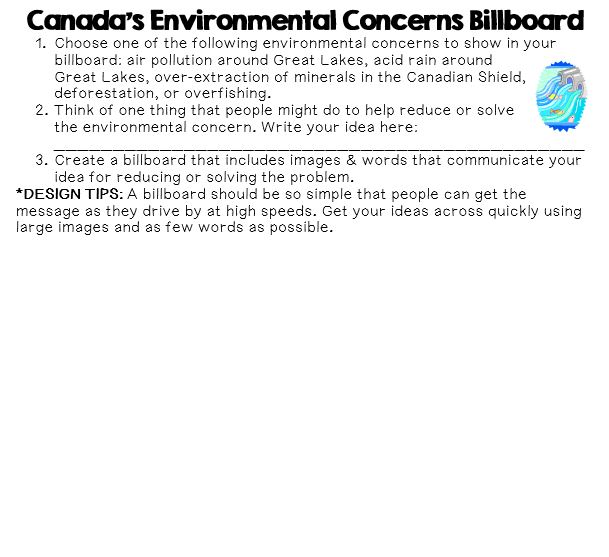 Canada's Environmental Concerns Billboard
1. Choose one of the following environmental concerns to show in your
billboard: air pollution around Great Lakes, acid rain around
Great Lakes, over-extraction of minerals in the Canadian Shield,
deforestation, or overfishing.
2. Think of one thing that people might do to help reduce or solve
the environmental concern. Write your idea here:
3. Create a billboard that includes images & words that communicate your
idea for reducing or solving the problem.
*DESIGN TIPS: A billboard should be so simple that people can get the
message as they drive by at high speeds. Get your ideas across quickly using
large images and as few words as possible.